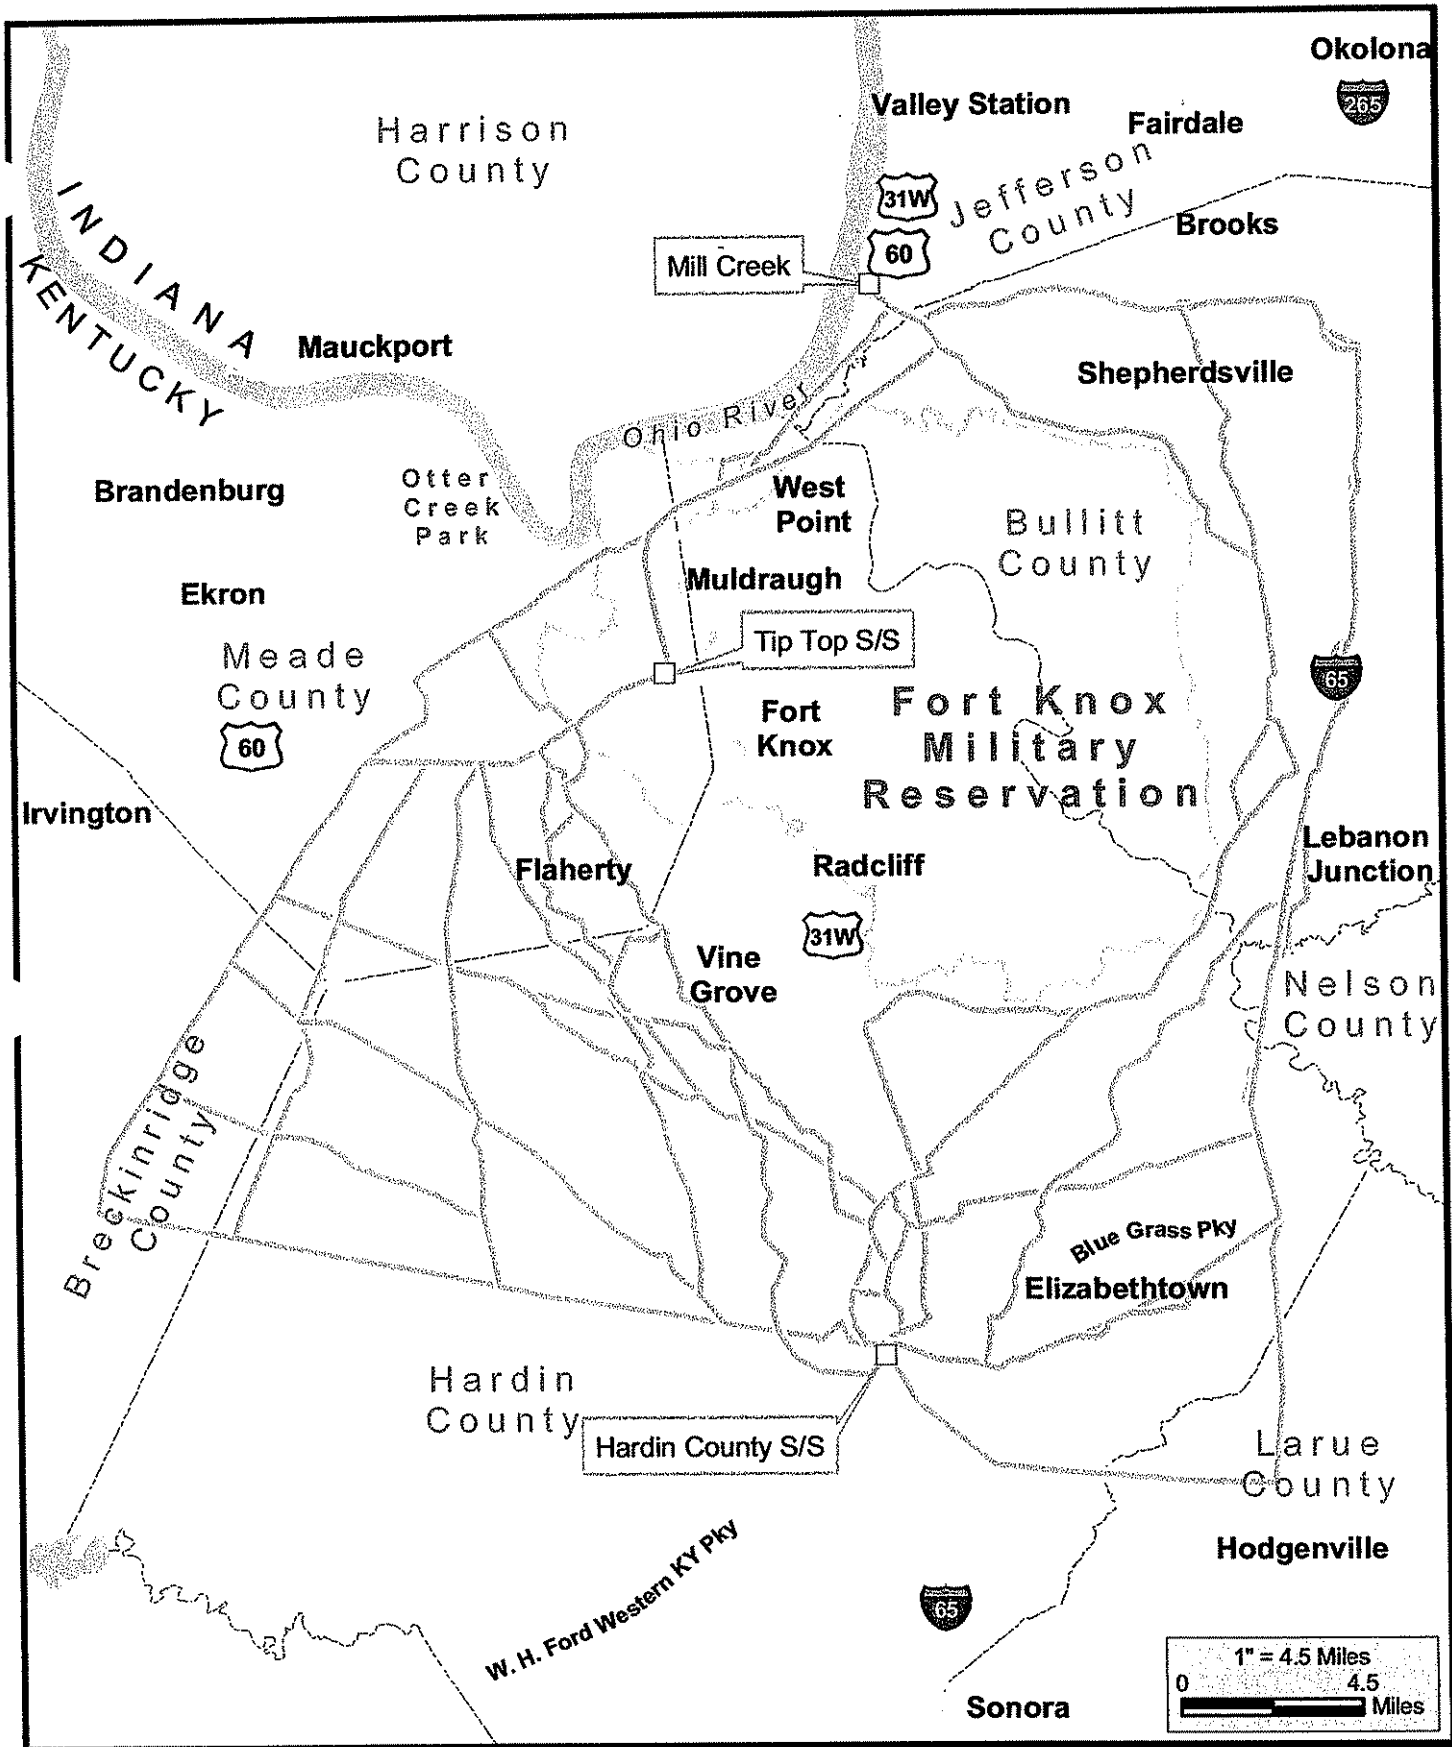 Okolona
265
Valley Station
Fairdale
Harrison
County
Jefferson
County
31W
60
Brooks
INDIANA
KENTUCKY
Mill Creek
Mauckport
Shepherdsville
Ohio River
Brandenburg
Otter
Creek
Park
West
Point
Bullitt
County
Ekron
Muldraugh
Meade
County
60
Tip Top S/S
65
Fort
Knox
Fort Knox
Military
Reservation
Irvington
Lebanon
Junction
Flaherty
Radcliff
31W
Vine
Grove
Nelson
County
Breckinridge
County
Blue Grass Pky
Elizabethtown
Hardin
County
Hardin County S/S
Larue
County
Hodgenville
W. H. Ford Western KY Pky
65
Sonora
1" = 4.5 Miles
0 4.5
Miles